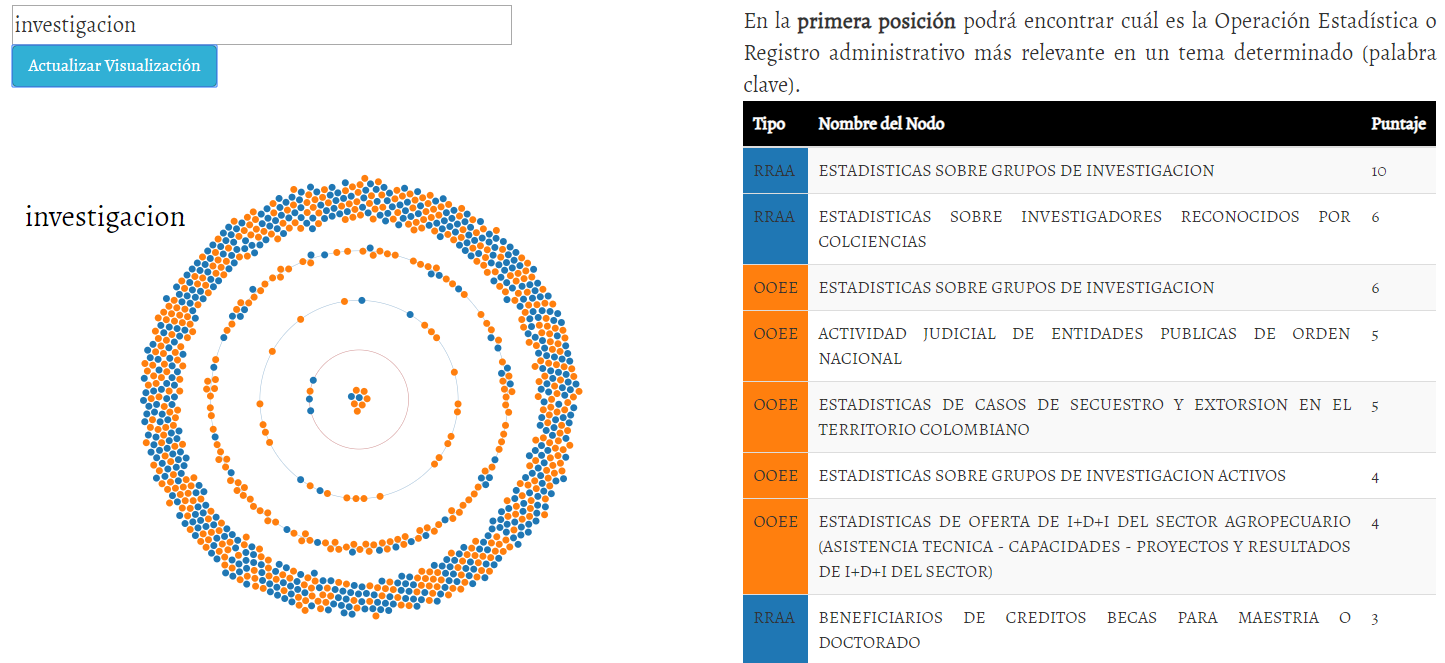 investigacion
Actualizar Visualización
investigacion
En la primera posición podrá encontrar cuál es la Operación Estadística o
Registro administrativo más relevante en un tema determinado (palabra
clave).
Tipo Nombre del Nodo Puntaje
RRAA ESTADISTICAS SOBRE GRUPOS DE INVESTIGACION 10
RRAA ESTADISTICAS SOBRE INVESTIGADORES RECONOCIDOS POR 6
COLCIENCIAS
OOEE ESTADISTICAS SOBRE GRUPOS DE INVESTIGACION 6
OOEE ACTIVIDAD JUDICIAL DE ENTIDADES PUBLICAS DE ORDEN 5
NACIONAL
OOEE ESTADISTICAS DE CASOS DE SECUESTRO Y EXTORSION EN EL 5
TERRITORIO COLOMBIANO
OOEE ESTADISTICAS SOBRE GRUPOS DE INVESTIGACION ACTIVOS 4
OOEE ESTADISTICAS DE OFERTA DE I+D+I DEL SECTOR AGROPECUARIO 4
(ASISTENCIA TECNICA - CAPACIDADES - PROYECTOS Y RESULTADOS
DE I+D+I DEL SECTOR)
RRAA BENEFICIARIOS DE CREDITOS BECAS PARA MAESTRIA O 3
DOCTORADO